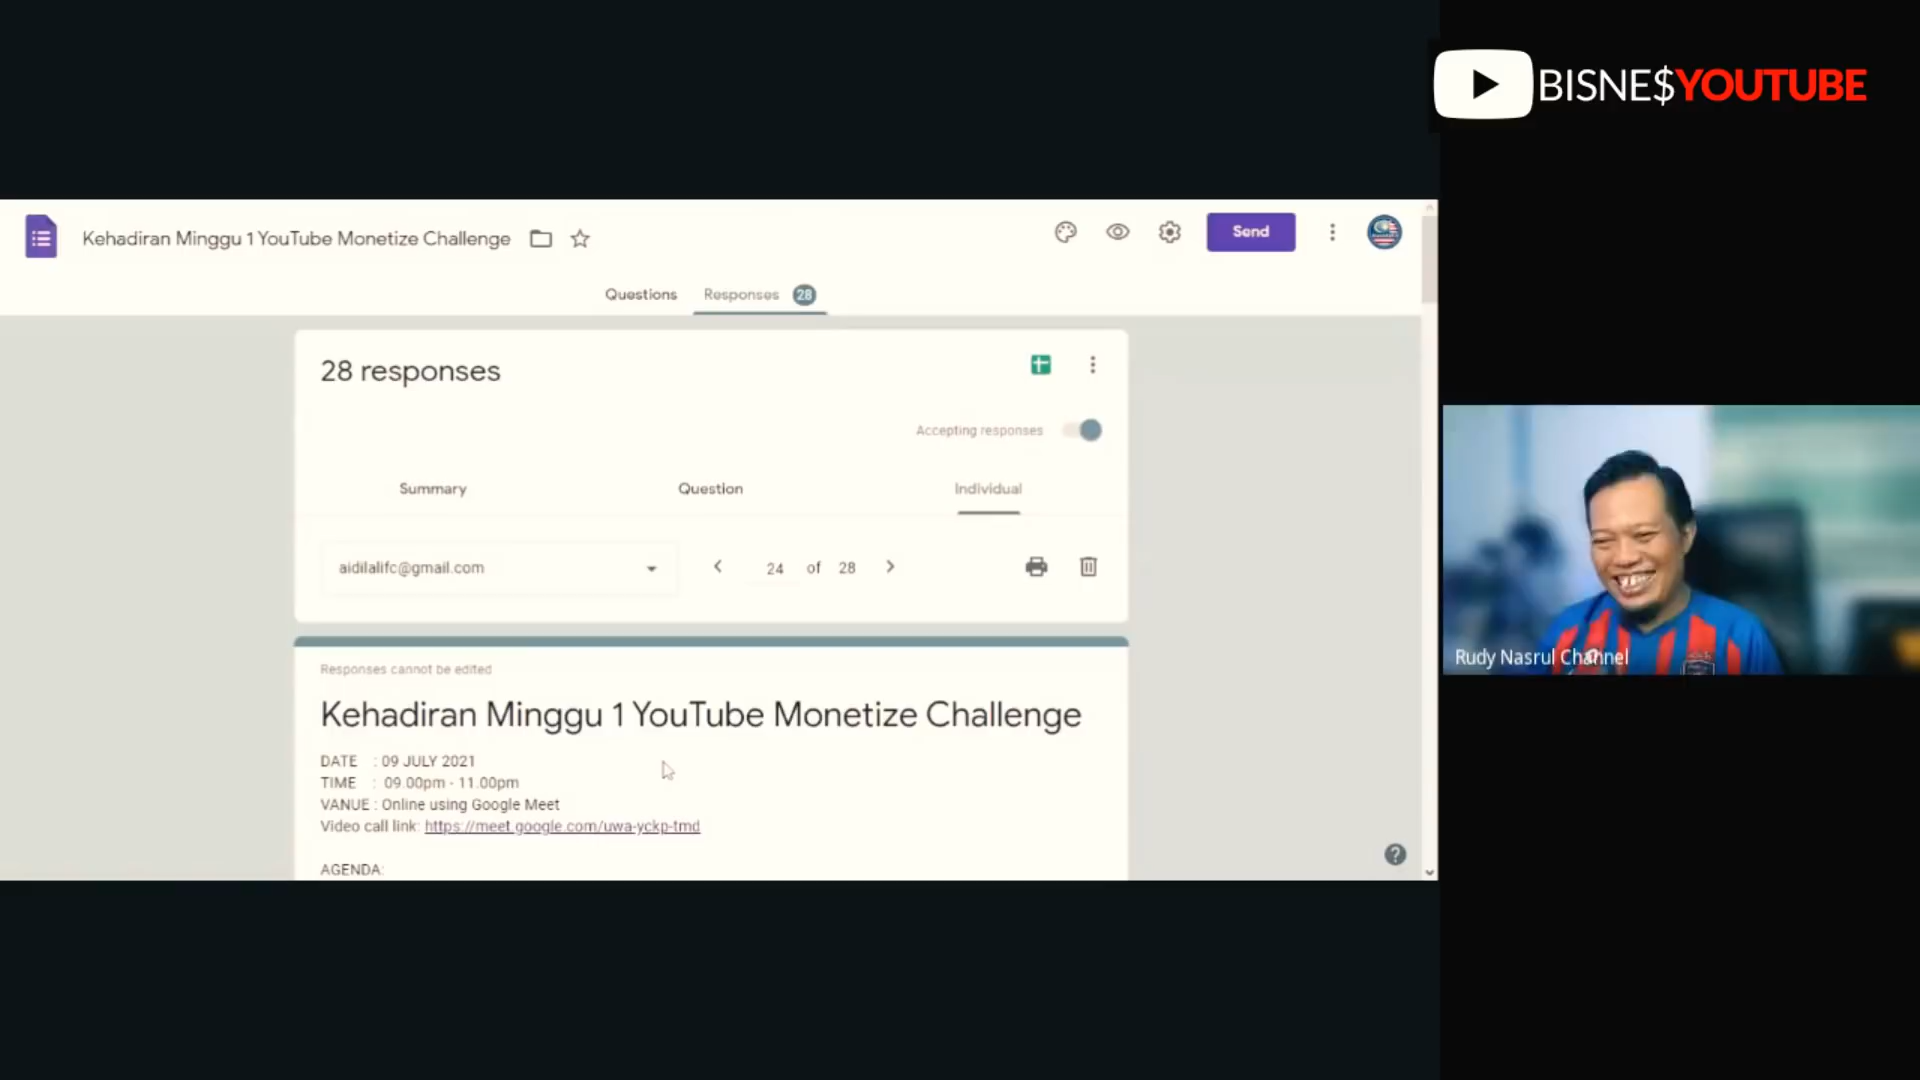 BISNE$YOUTUBE
Kehadiran Minggu 1 YouTube Monetize Challenge
Send
Questions
Responses 28
28 responses
Accepting responses
Summary
Question
Individual
aidilalifc@gmail.com
24 of 28
Responses cannot be edited
Kehadiran Minggu 1 YouTube Monetize Challenge
DATE : 09 JULY 2021
TIME : 09.00pm - 11.00pm
VANUE : Online using Google Meet
Video call link: https://meet.google.com/uwa-yckp-tmd
AGENDA:
Rudy Nasrul Channel